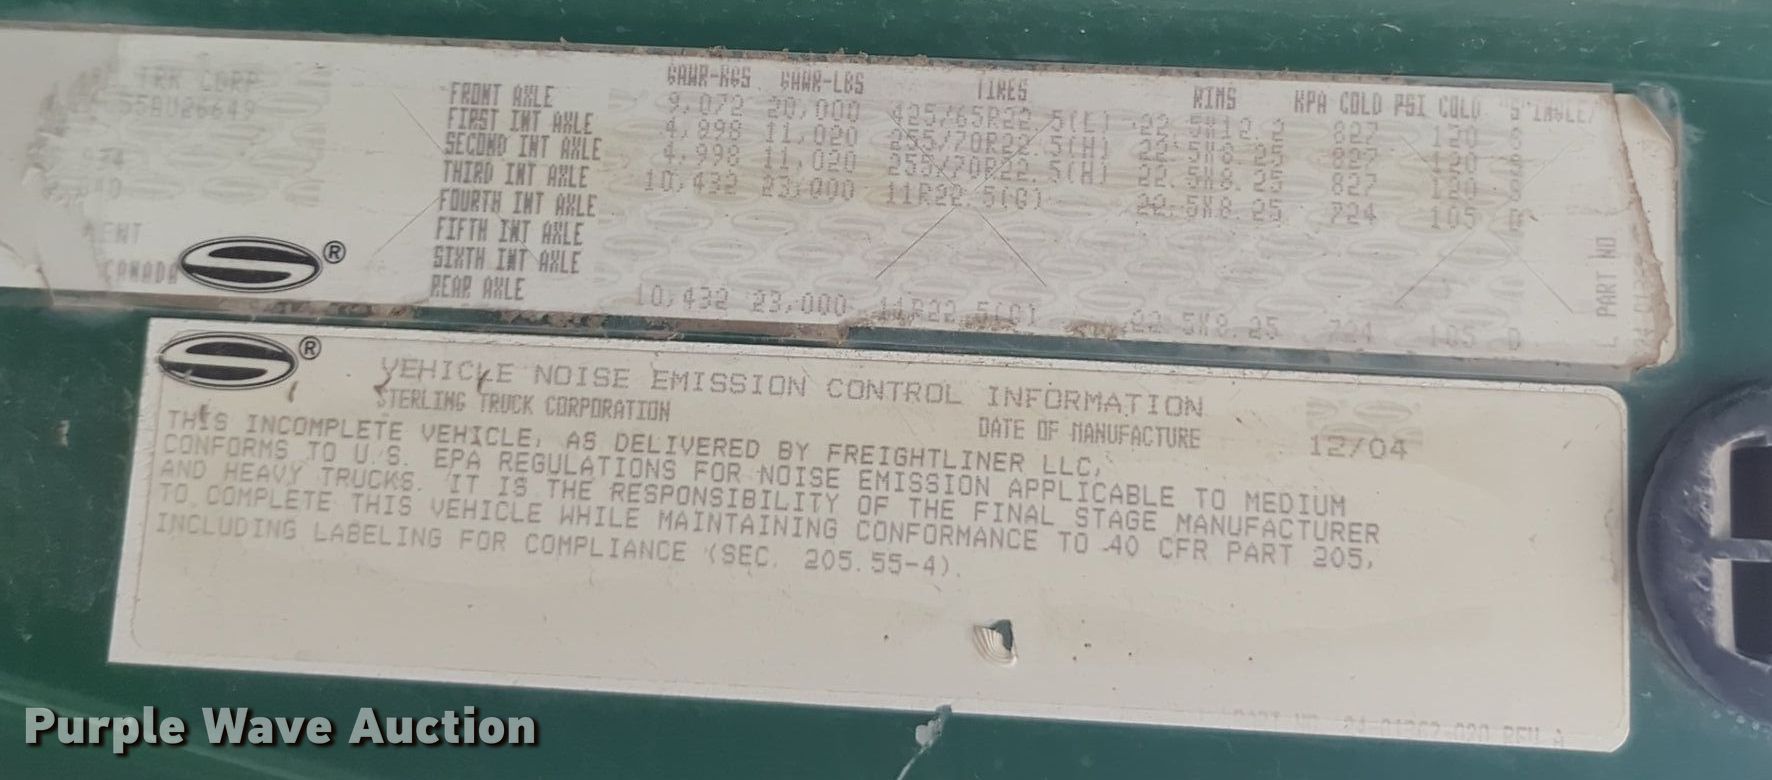 TRK CORP
55AU26649
CANADA
®
GAWR-KGS GAWR-LBS TIRES RIMS KPA COLD PSI COLD "S"INGLE/
FRONT AXLE 9,072 20,000 425/65R22.5(L) 22.5X12.2 827 120 S
FIRST INT AXLE 4,998 11,020 255/70R22.5(H) 22.5X8.25 827 120 S
SECOND INT AXLE 4,998 11,020 255/70R22.5(H) 22.5X8.25 827 120 S
THIRD INT AXLE 10,432 23,000 11R22.5(G) 22.5X8.25 724 105 D
FOURTH INT AXLE
FIFTH INT AXLE
SIXTH INT AXLE
REAR AXLE 10,432 23,000 11R22.5(G) 22.5X8.25 724 105 D
PART NO
®
VEHICLE NOISE EMISSION CONTROL INFORMATION
STERLING TRUCK CORPORATION DATE OF MANUFACTURE 12/04
THIS INCOMPLETE VEHICLE, AS DELIVERED BY FREIGHTLINER LLC,
CONFORMS TO U.S. EPA REGULATIONS FOR NOISE EMISSION APPLICABLE TO MEDIUM
AND HEAVY TRUCKS. IT IS THE RESPONSIBILITY OF THE FINAL STAGE MANUFACTURER
TO COMPLETE THIS VEHICLE WHILE MAINTAINING CONFORMANCE TO 40 CFR PART 205,
INCLUDING LABELING FOR COMPLIANCE (SEC. 205.55-4).
REV A
Purple Wave Auction